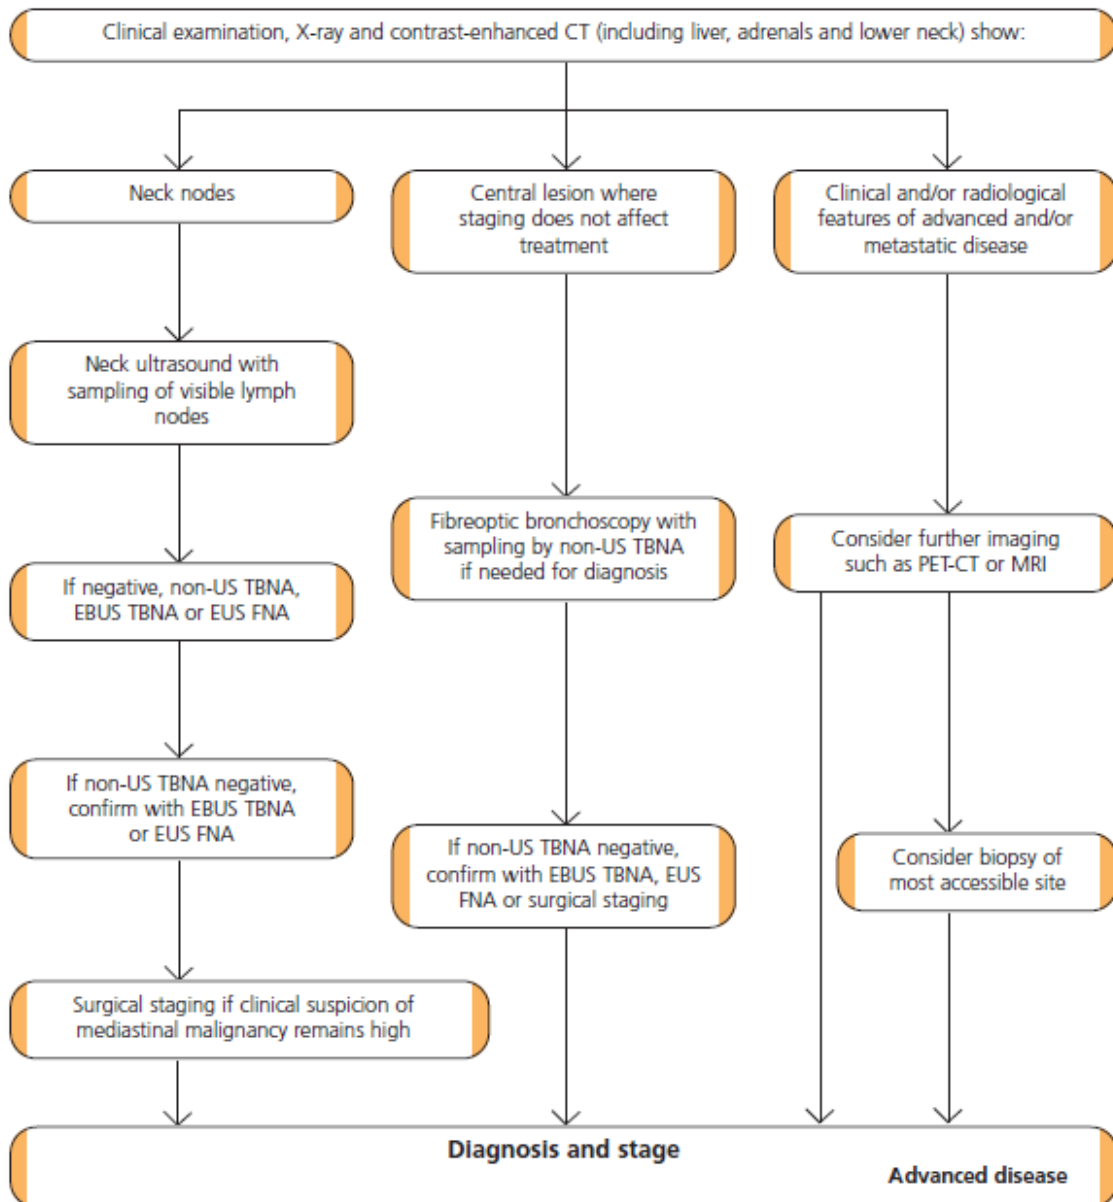 Clinical examination, X-ray and contrast-enhanced CT (including liver, adrenals and lower neck) show:
Neck nodes
Central lesion where
staging does not affect
treatment
Clinical and/or radiological
features of advanced and/or
metastatic disease
Neck ultrasound with
sampling of visible lymph
nodes
Fibreoptic bronchoscopy with
sampling by non-US TBNA
if needed for diagnosis
Consider further imaging
such as PET-CT or MRI
If negative, non-US TBNA,
EBUS TBNA or EUS FNA
If non-US TBNA negative,
confirm with EBUS TBNA
or EUS FNA
If non-US TBNA negative,
confirm with EBUS TBNA, EUS
FNA or surgical staging
Consider biopsy of
most accessible site
Surgical staging if clinical suspicion of
mediastinal malignancy remains high
Diagnosis and stage
Advanced disease